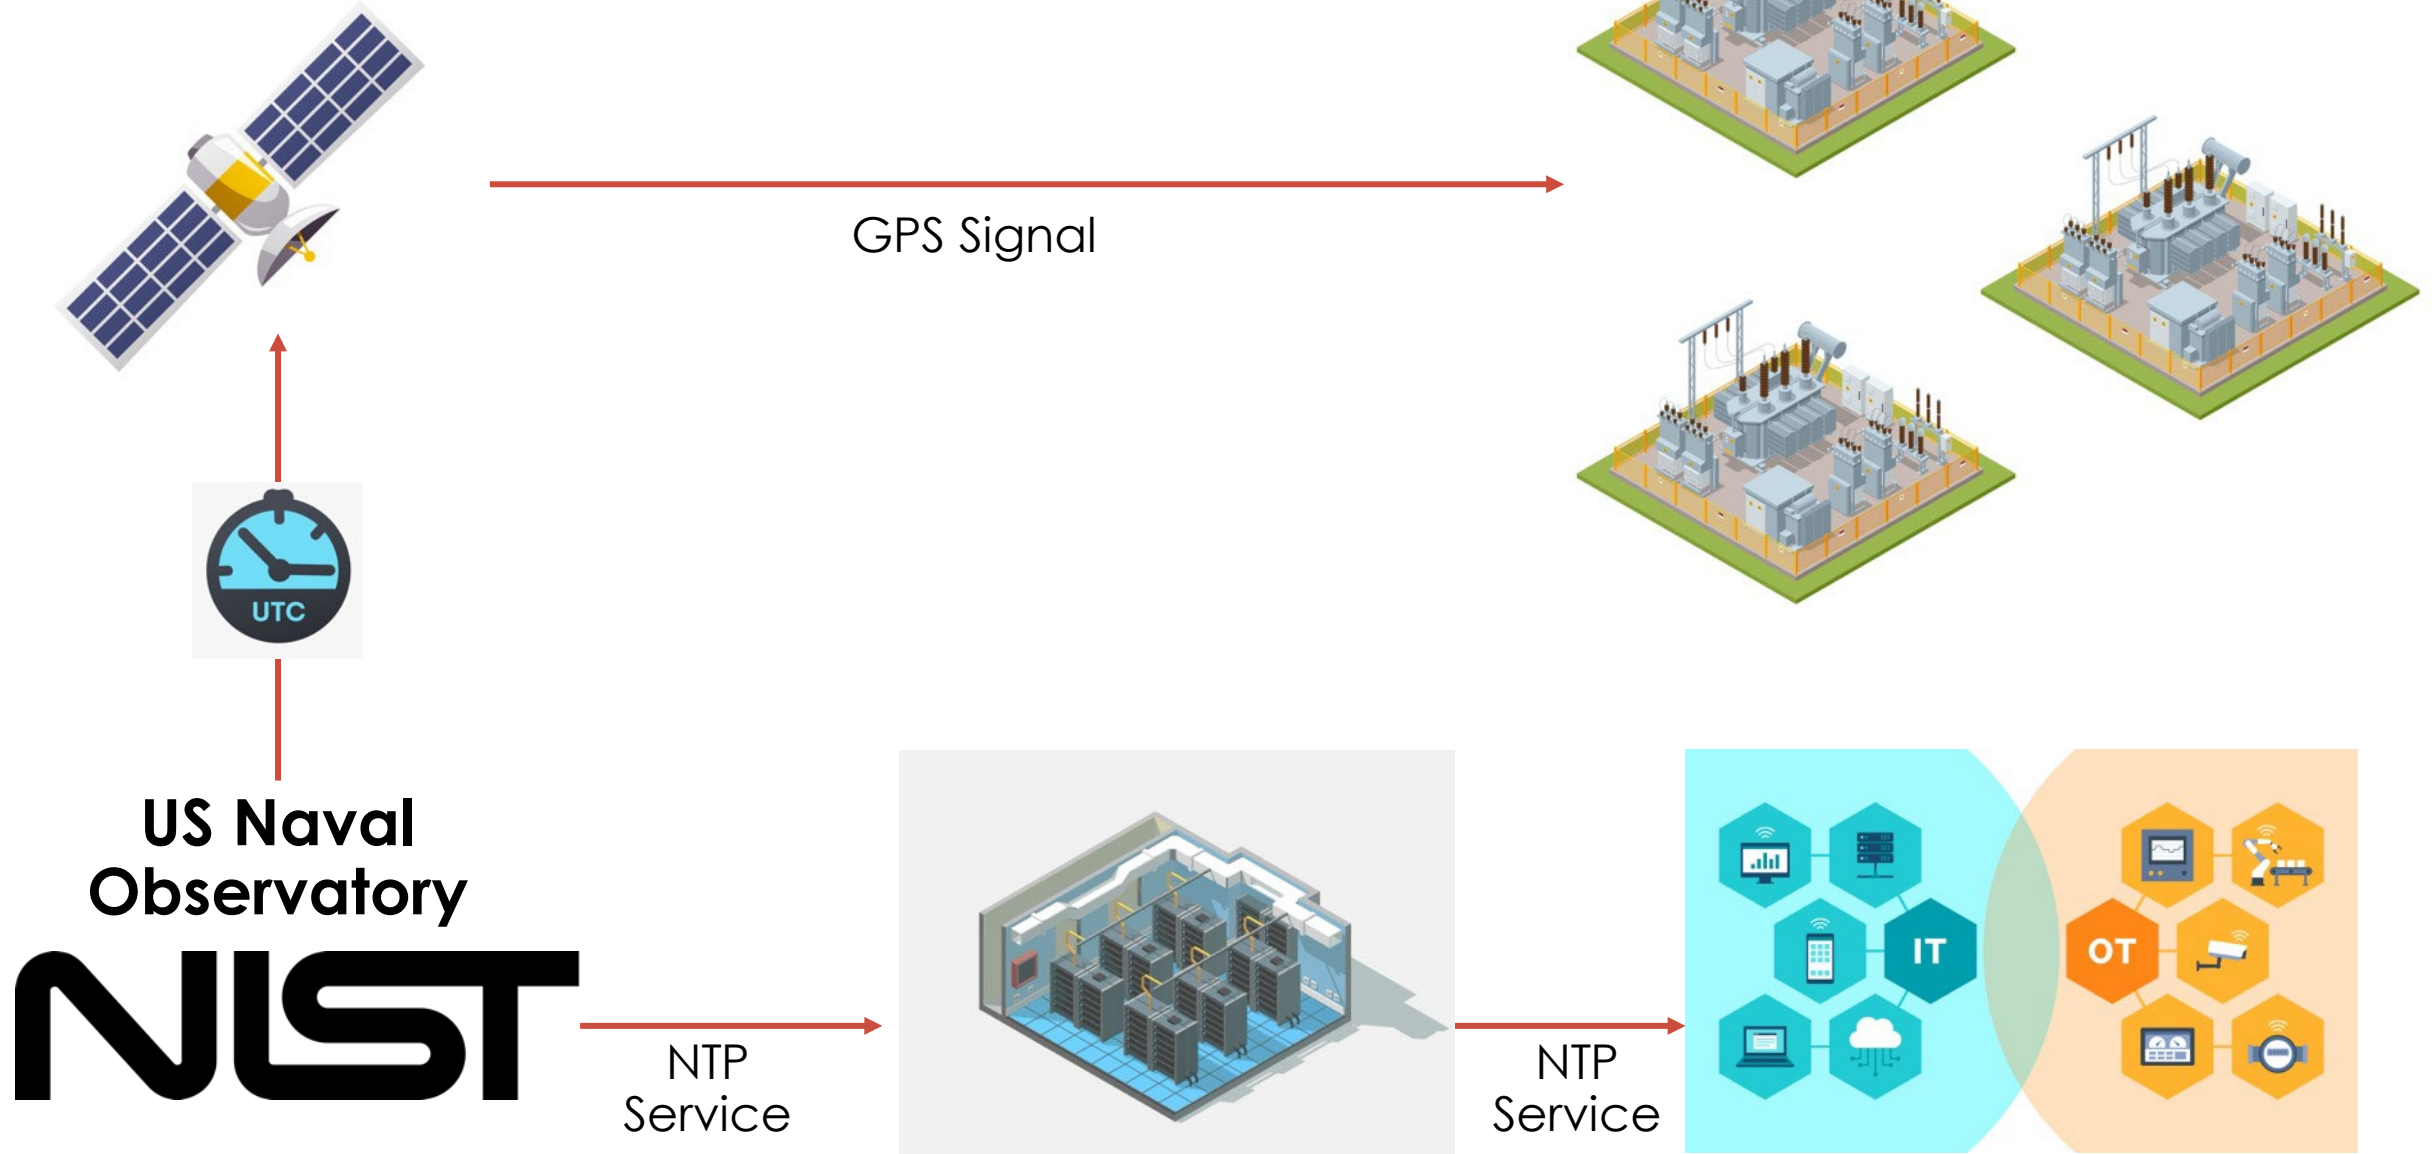 GPS Signal
UTC
US Naval
Observatory
NIST
NTP
Service
NTP
Service
IT
OT